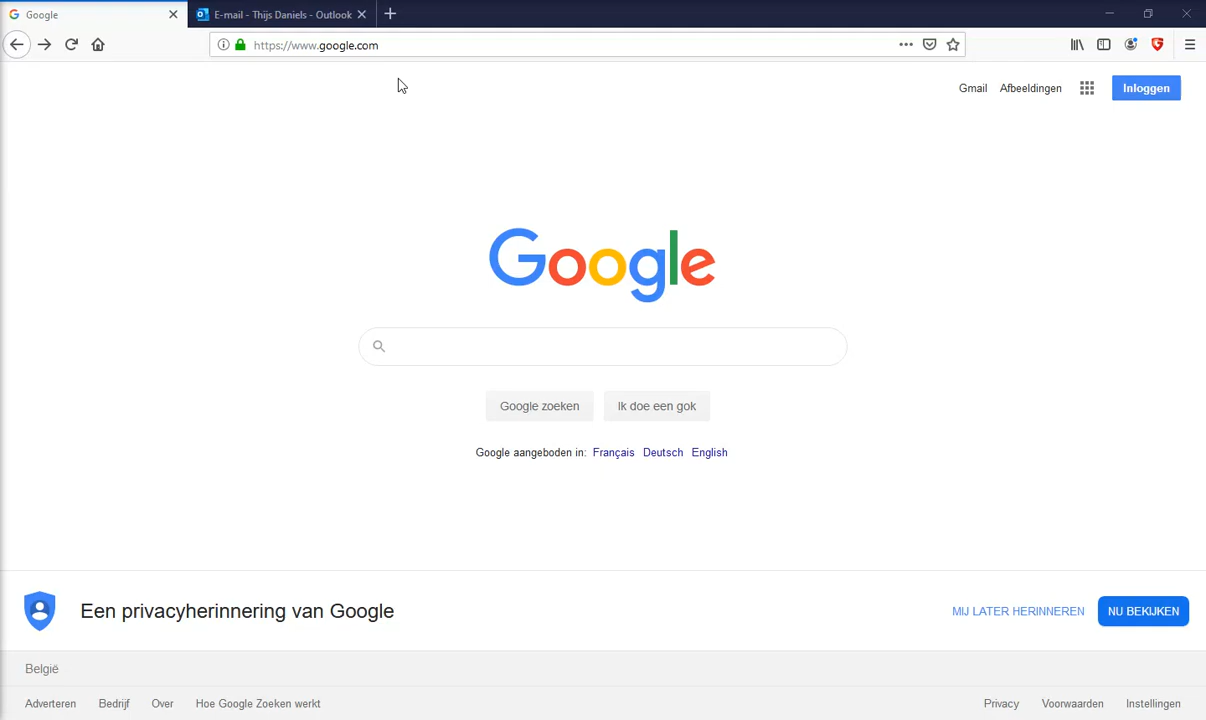 Google
E-mail - Thijs Daniels - Outlook
https://www.google.com
Gmail Afbeeldingen Inloggen
Google
Google zoeken Ik doe een gok
Google aangeboden in: Français Deutsch English
Een privacyherinnering van Google
MIJ LATER HERINNEREN NU BEKIJKEN
België
Adverteren Bedrijf Over Hoe Google Zoeken werkt Privacy Voorwaarden Instellingen